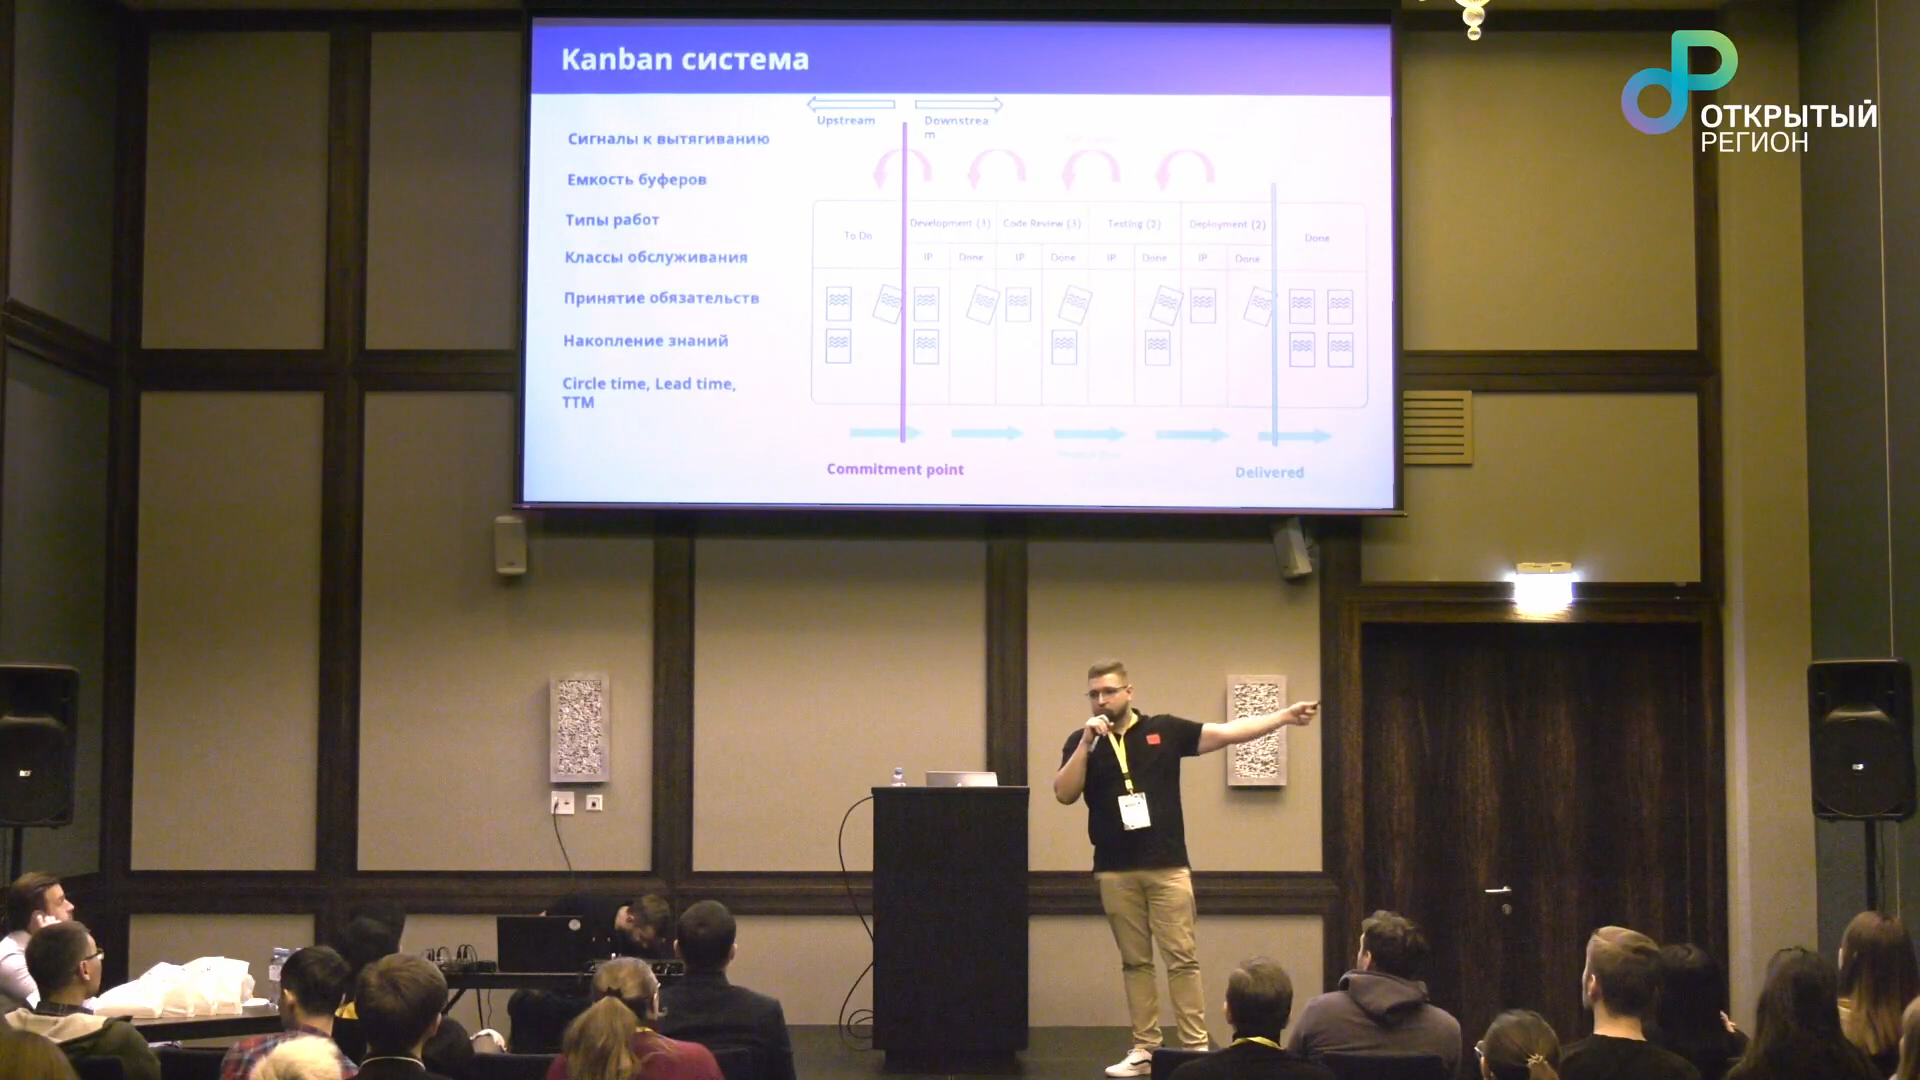 Kanban система
ОТКРЫТЫЙ
РЕГИОН
Upstream
Downstrea
m
Сигналы к вытягиванию
Емкость буферов
Типы работ
Классы обслуживания
Принятие обязательств
Накопление знаний
Circle time, Lead time,
TTM
To Do
Development (3)
Code Review (3)
Testing (2)
Deployment (2)
Done
IP
Done
IP
Done
IP
Done
IP
Done
Commitment point
Delivered